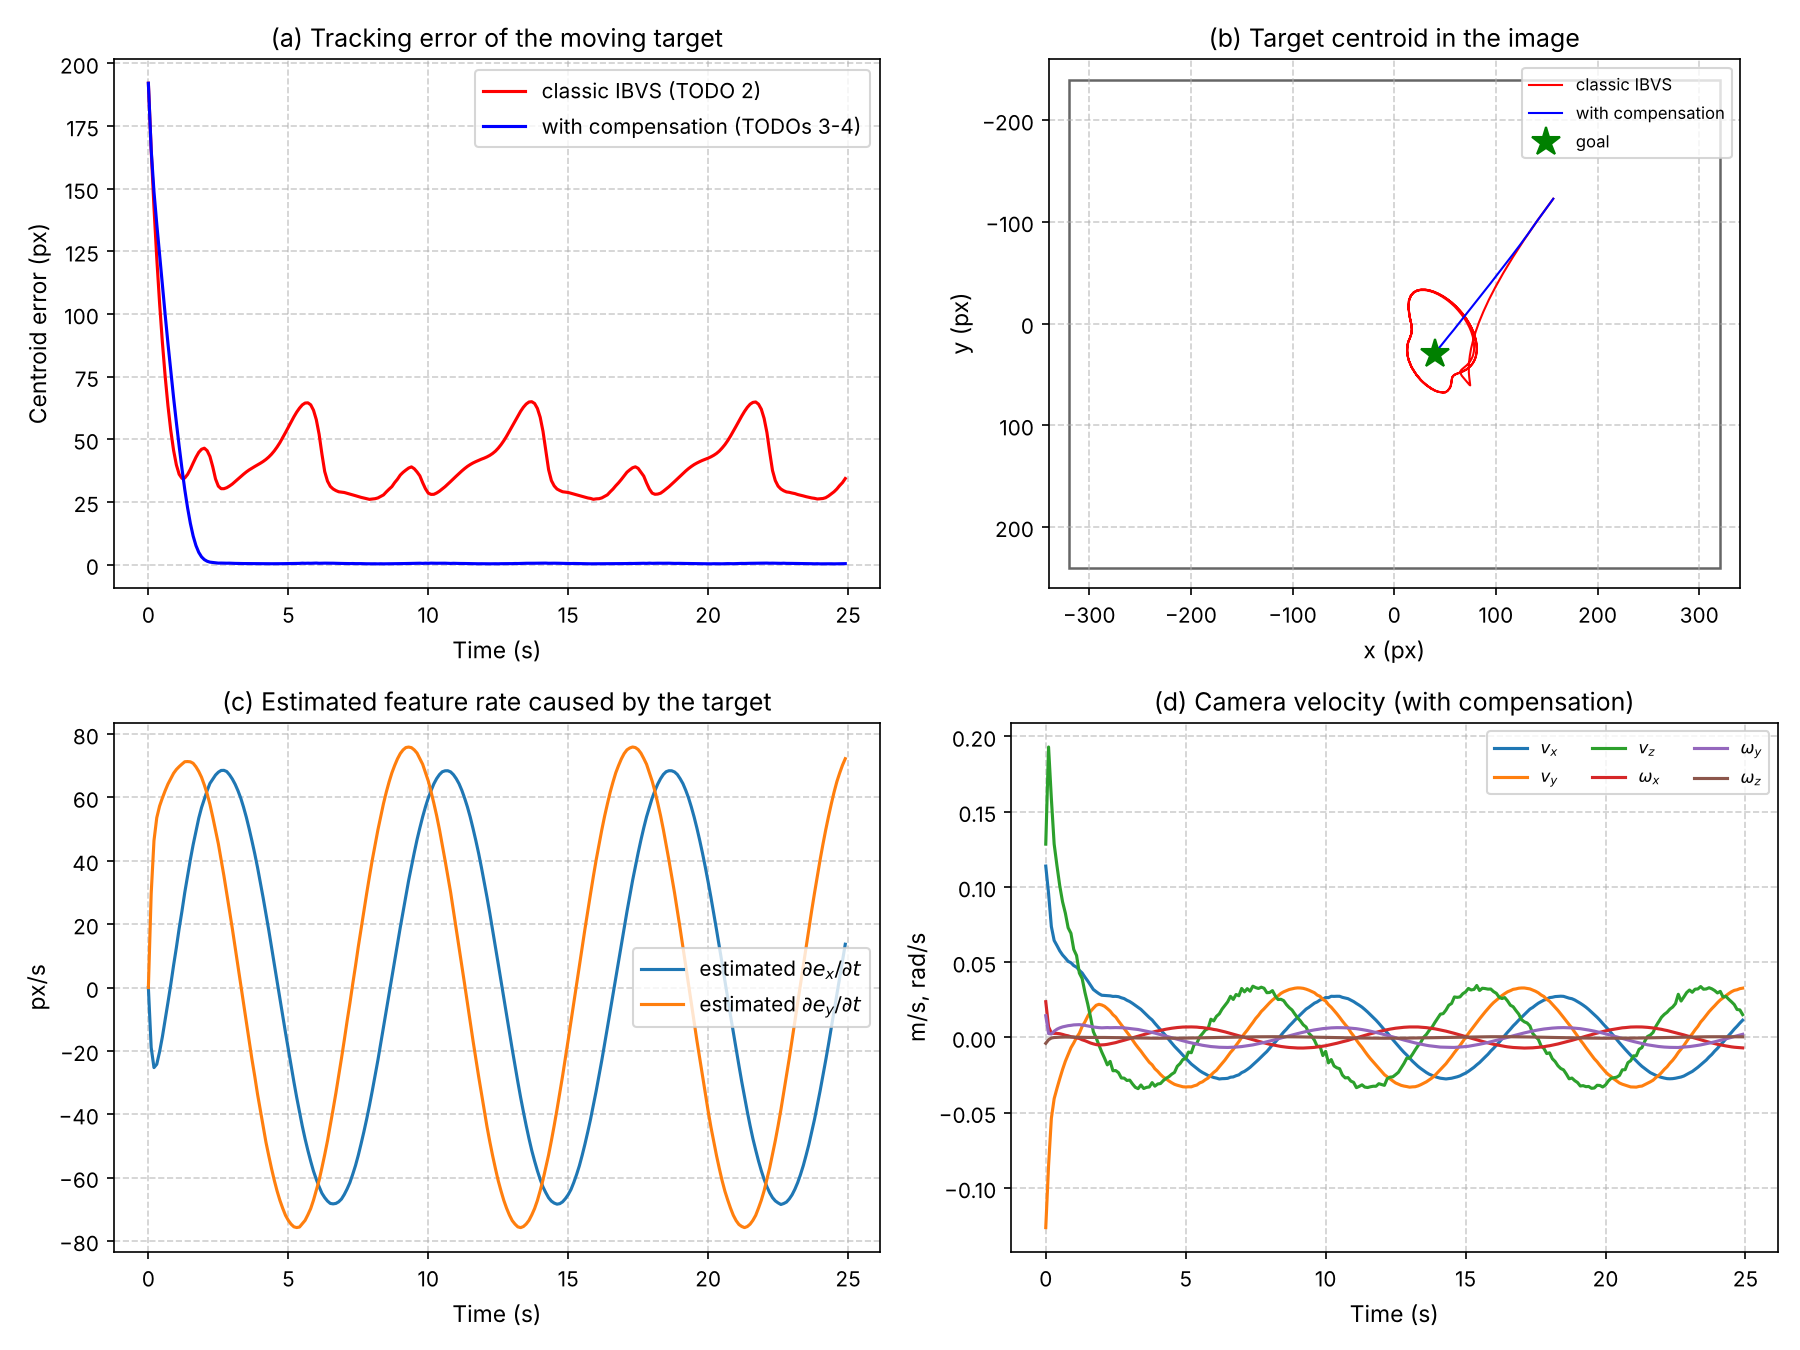 (a) Tracking error of the moving target
200
175
150
125
100
75
50
25
0
Centroid error (px)
classic IBVS (TODO 2)
with compensation (TODOs 3-4)
0 5 10 15 20 25
Time (s)
(b) Target centroid in the image
−200
−100
0
100
200
y (px)
classic IBVS
with compensation
goal
−300 −200 −100 0 100 200 300
x (px)
(c) Estimated feature rate caused by the target
80
60
40
20
0
−20
−40
−60
−80
px/s
estimated ∂eₓ/∂t
estimated ∂e_y/∂t
0 5 10 15 20 25
Time (s)
(d) Camera velocity (with compensation)
0.20
0.15
0.10
0.05
0.00
−0.05
−0.10
m/s, rad/s
vₓ v_z ω_y
v_y ωₓ ω_z
0 5 10 15 20 25
Time (s)